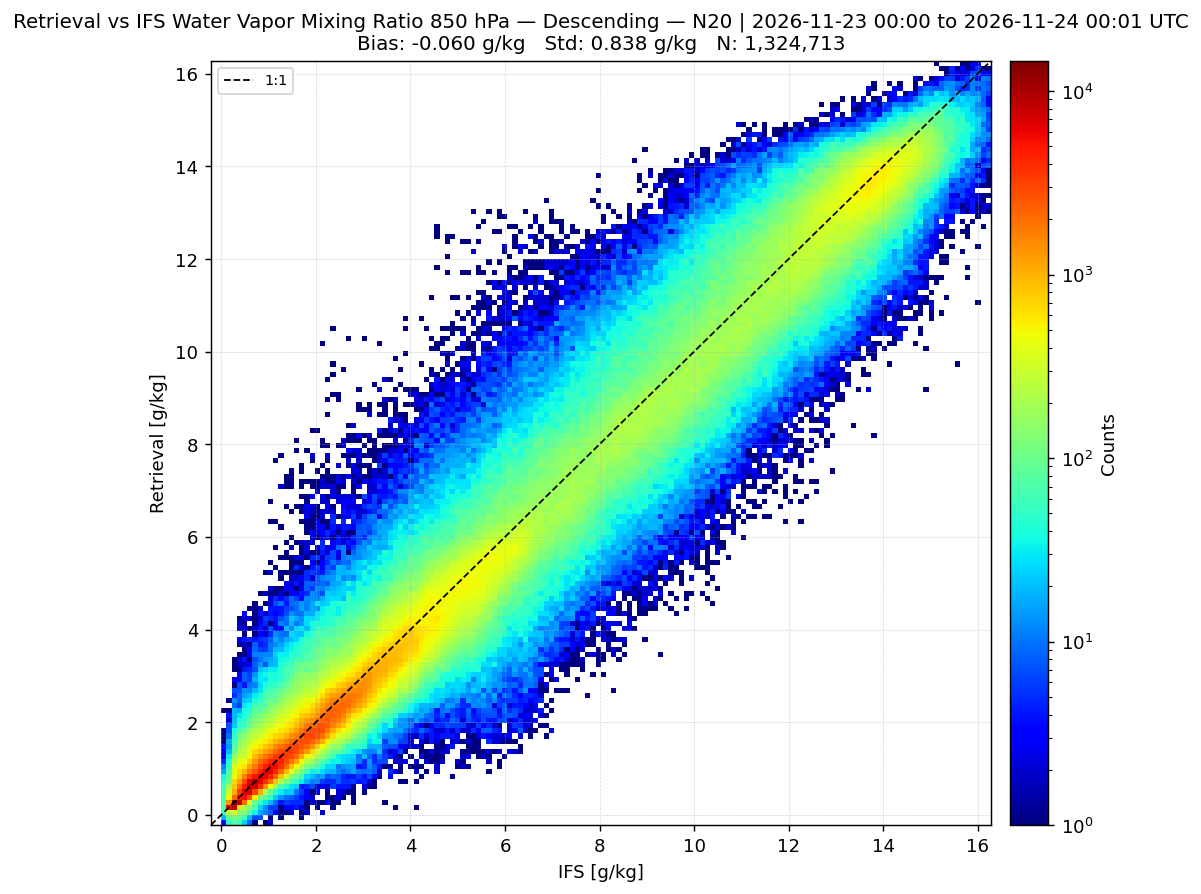 Retrieval vs IFS Water Vapor Mixing Ratio 850 hPa — Descending — N20 | 2026-11-23 00:00 to 2026-11-24 00:01 UTC
Bias: -0.060 g/kg   Std: 0.838 g/kg   N: 1,324,713
1:1
16
14
12
10
8
6
4
2
0
Retrieval [g/kg]
0 2 4 6 8 10 12 14 16
IFS [g/kg]
10⁴
10³
10²
10¹
10⁰
Counts